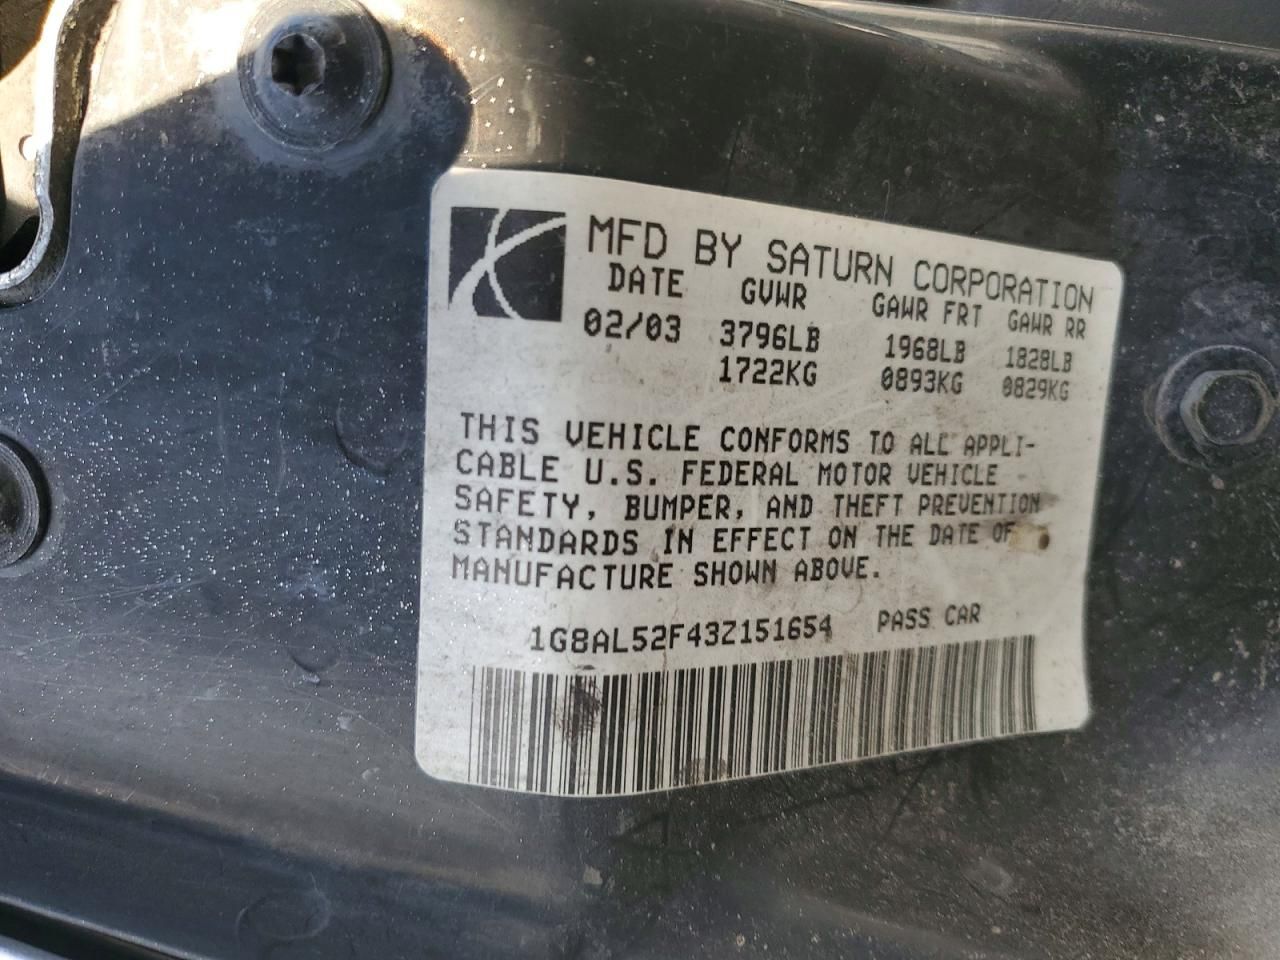 MFD BY SATURN CORPORATION
DATE GVWR GAWR FRT GAWR RR
02/03 3796LB 1968LB 1828LB
1722KG 0893KG 0829KG
THIS VEHICLE CONFORMS TO ALL APPLI-
CABLE U.S. FEDERAL MOTOR VEHICLE
SAFETY, BUMPER, AND THEFT PREVENTION
STANDARDS IN EFFECT ON THE DATE OF
MANUFACTURE SHOWN ABOVE.
1G8AL52F43Z151654 PASS CAR